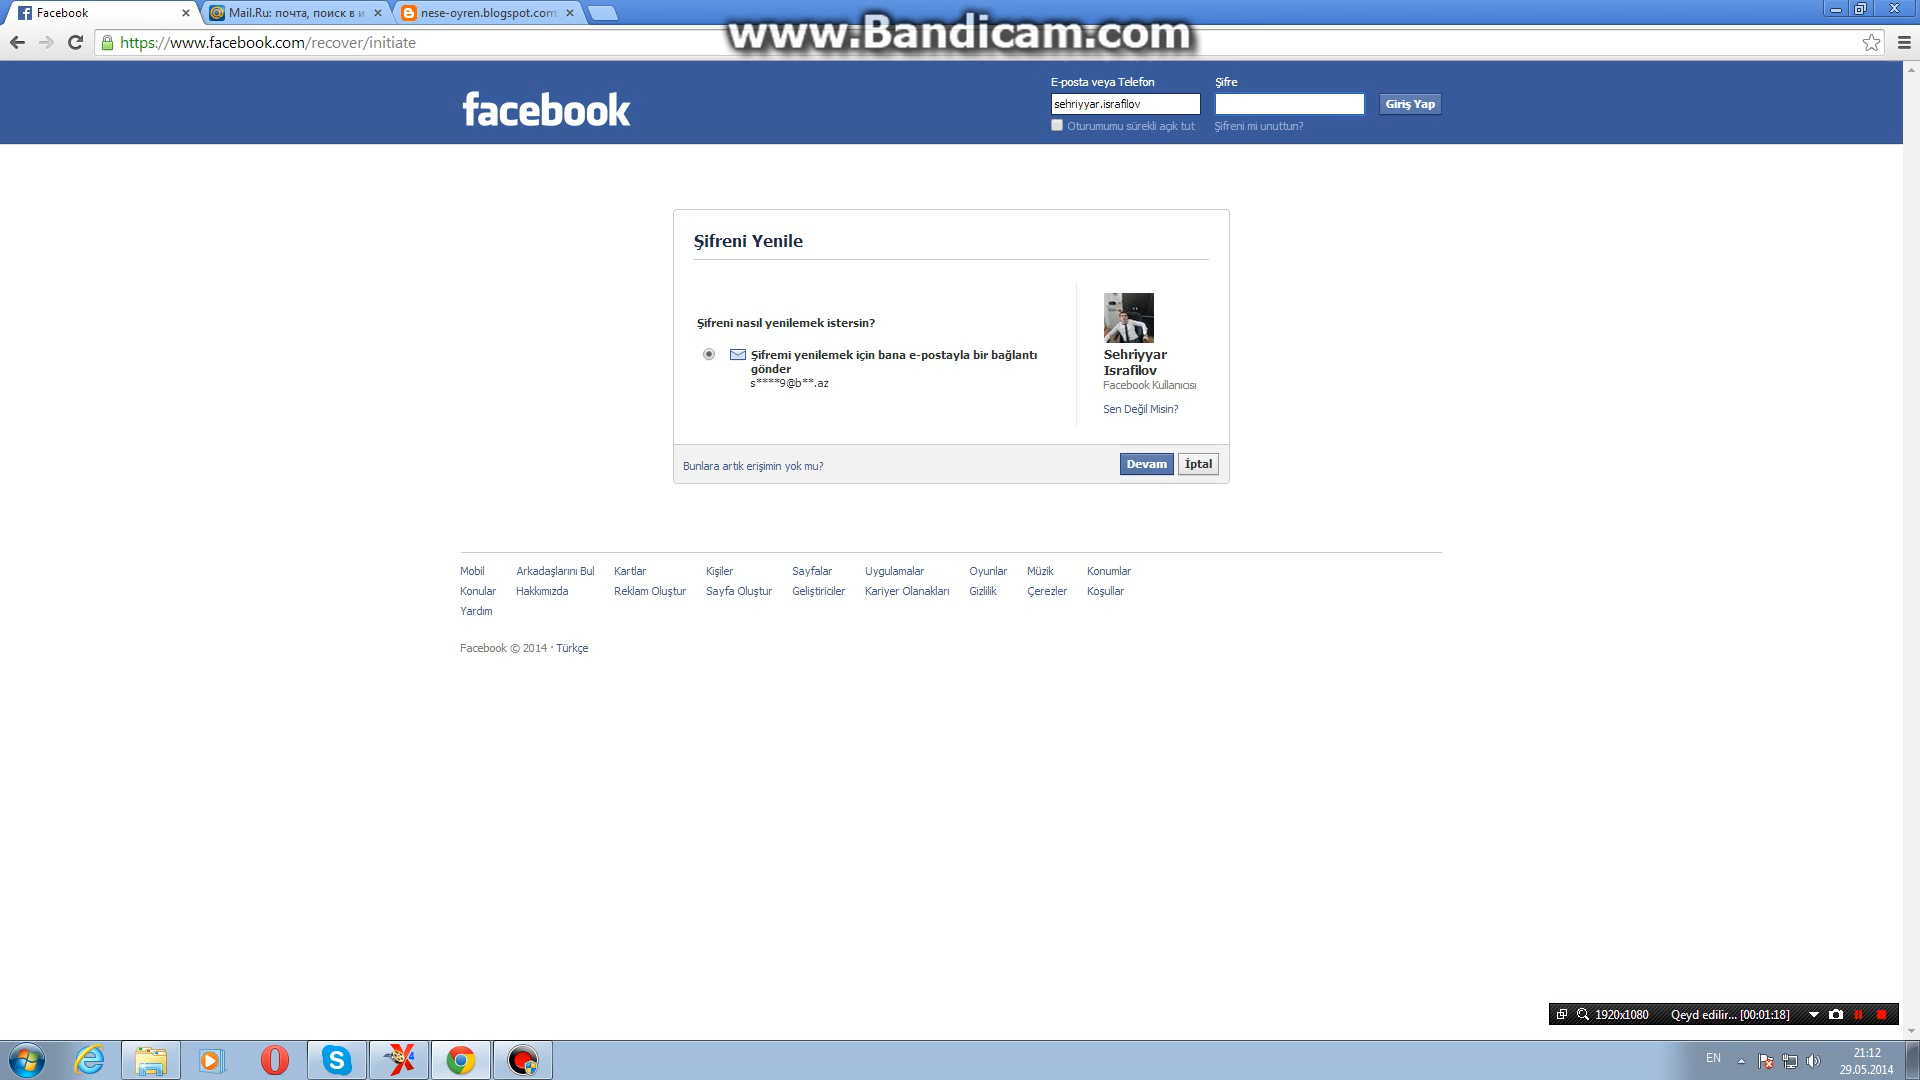 Facebook
Mail.Ru: почта, поиск в и
nese-oyren.blogspot.com
https://www.facebook.com/recover/initiate
www.Bandicam.com
facebook
E-posta veya Telefon
Şifre
sehriyyar.israfilov
Giriş Yap
Oturumumu sürekli açık tut
Şifreni mi unuttun?
Şifreni Yenile
Şifreni nasıl yenilemek istersin?
Şifremi yenilemek için bana e-postayla bir bağlantı
gönder
s****9@b**.az
Sehriyyar
Israfilov
Facebook Kullanıcısı
Sen Değil Misin?
Bunlara artık erişimin yok mu?
Devam
İptal
Mobil Arkadaşlarını Bul Kartlar Kişiler Sayfalar Uygulamalar Oyunlar Müzik Konumlar
Konular Hakkımızda Reklam Oluştur Sayfa Oluştur Geliştiriciler Kariyer Olanakları Gizlilik Çerezler Koşullar
Yardım
Facebook © 2014 · Türkçe
1920x1080 Qeyd edilir... [00:01:18]
EN
21:12
29.05.2014